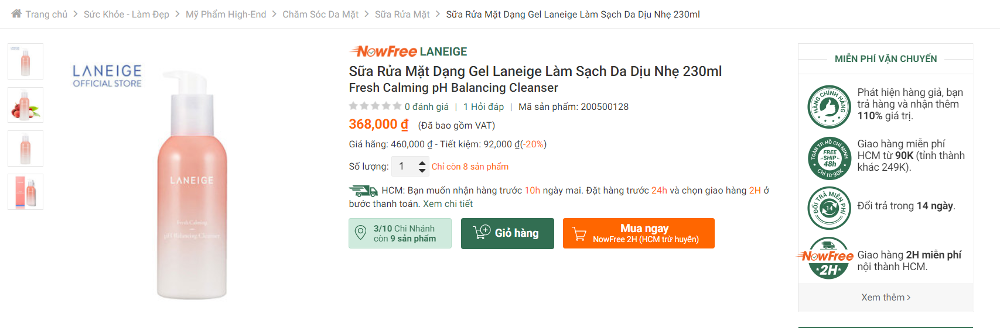 Trang chủ > Sức Khỏe - Làm Đẹp > Mỹ Phẩm High-End > Chăm Sóc Da Mặt > Sữa Rửa Mặt > Sữa Rửa Mặt Dạng Gel Laneige Làm Sạch Da Dịu Nhẹ 230ml
LANEIGE
OFFICIAL STORE
LANEIGE
Fresh Calming
pH Balancing Cleanser
NowFree LANEIGE
Sữa Rửa Mặt Dạng Gel Laneige Làm Sạch Da Dịu Nhẹ 230ml
Fresh Calming pH Balancing Cleanser
0 đánh giá | 1 Hỏi đáp | Mã sản phẩm: 200500128
368,000 ₫ (Đã bao gồm VAT)
Giá hãng: 460,000 ₫ - Tiết kiệm: 92,000 ₫(-20%)
Số lượng: 1 Chỉ còn 8 sản phẩm
HCM: Bạn muốn nhận hàng trước 10h ngày mai. Đặt hàng trước 24h và chọn giao hàng 2H ở
bước thanh toán. Xem chi tiết
3/10 Chi Nhánh
còn 9 sản phẩm
Giỏ hàng
Mua ngay
NowFree 2H (HCM trừ huyện)
MIỄN PHÍ VẬN CHUYỂN
HÀNG CHÍNH HÃNG
Phát hiện hàng giả, bạn
trả hàng và nhận thêm
110% giá trị.
TOÀN TP. HỒ CHÍ MINH
FREE
SHIP
48h
Chỉ từ 90K
Giao hàng miễn phí
HCM từ 90K (tỉnh thành
khác 249K).
ĐỔI TRẢ MIỄN PHÍ
14
Đổi trả trong 14 ngày.
NowFree
2H
Giao hàng 2H miễn phí
nội thành HCM.
Xem thêm >